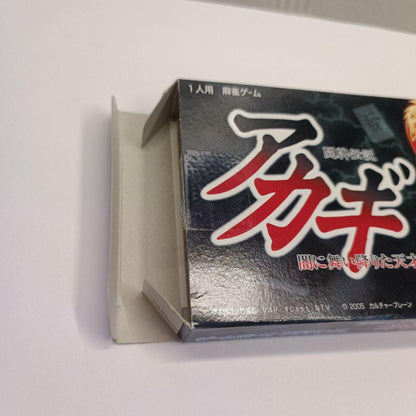 1人用 麻雀ゲーム
闘牌伝説
アカギ
闇に舞い降りた天才
© 2005 カルチャーブレーン